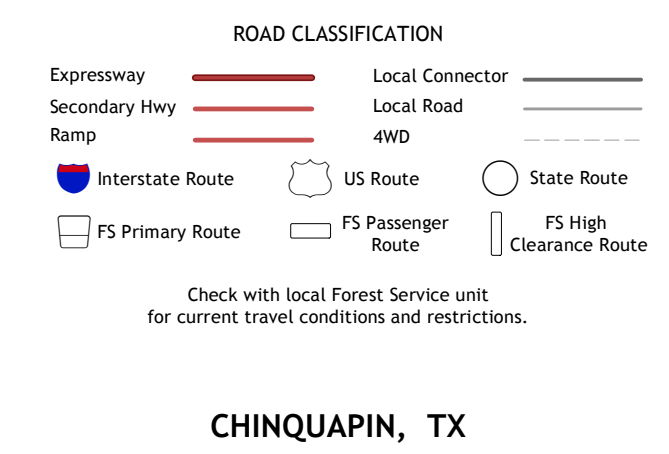 ROAD CLASSIFICATION
Expressway
Local Connector
Secondary Hwy
Local Road
Ramp
4WD
Interstate Route
US Route
State Route
FS Primary Route
FS Passenger
Route
FS High
Clearance Route
Check with local Forest Service unit
for current travel conditions and restrictions.
CHINQUAPIN, TX